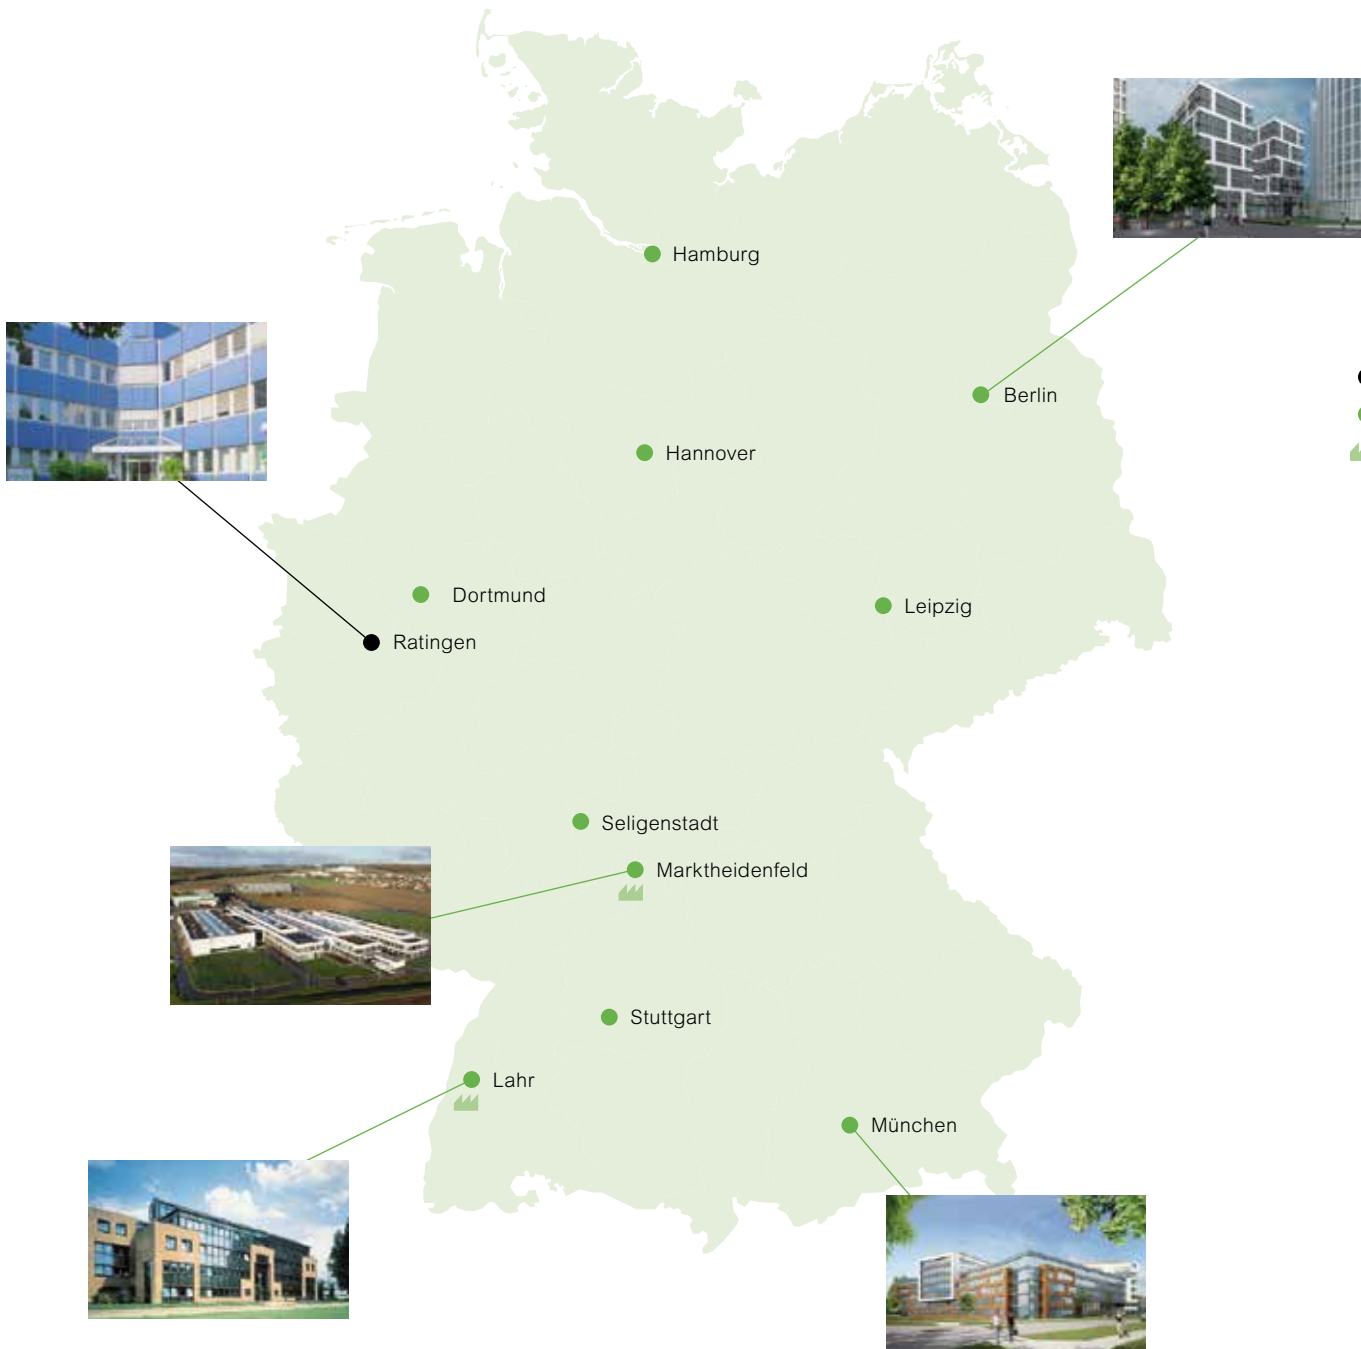 Hamburg
Berlin
Hannover
Dortmund
Leipzig
Ratingen
Seligenstadt
Marktheidenfeld
Stuttgart
Lahr
München